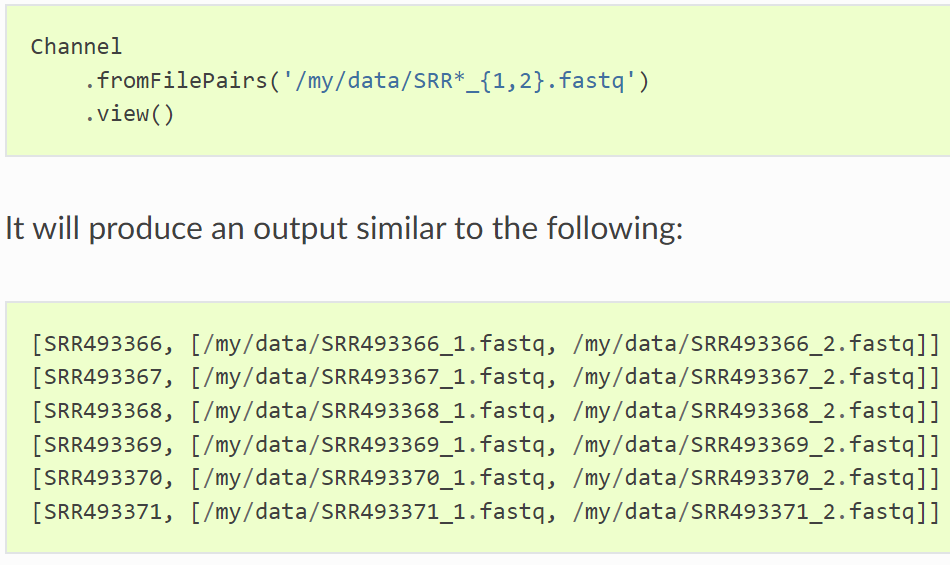 Channel
    .fromFilePairs('/my/data/SRR*_{1,2}.fastq')
    .view()
It will produce an output similar to the following:
[SRR493366, [/my/data/SRR493366_1.fastq, /my/data/SRR493366_2.fastq]]
[SRR493367, [/my/data/SRR493367_1.fastq, /my/data/SRR493367_2.fastq]]
[SRR493368, [/my/data/SRR493368_1.fastq, /my/data/SRR493368_2.fastq]]
[SRR493369, [/my/data/SRR493369_1.fastq, /my/data/SRR493369_2.fastq]]
[SRR493370, [/my/data/SRR493370_1.fastq, /my/data/SRR493370_2.fastq]]
[SRR493371, [/my/data/SRR493371_1.fastq, /my/data/SRR493371_2.fastq]]